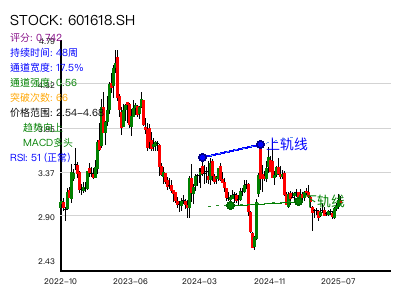 STOCK: 601618.SH
评分: 0.742
4.79
持续时间: 48周
通道宽度: 17.5%
通道强度: 0.56
4.32
突破次数:
价格范围: 2.54-4.68
趋势向上
MACD多头
RSI: 51 (正常)
上轨线
3.37
下轨线
2.90
2.43
2022-10
2023-06
2024-03
2024-11
2025-07